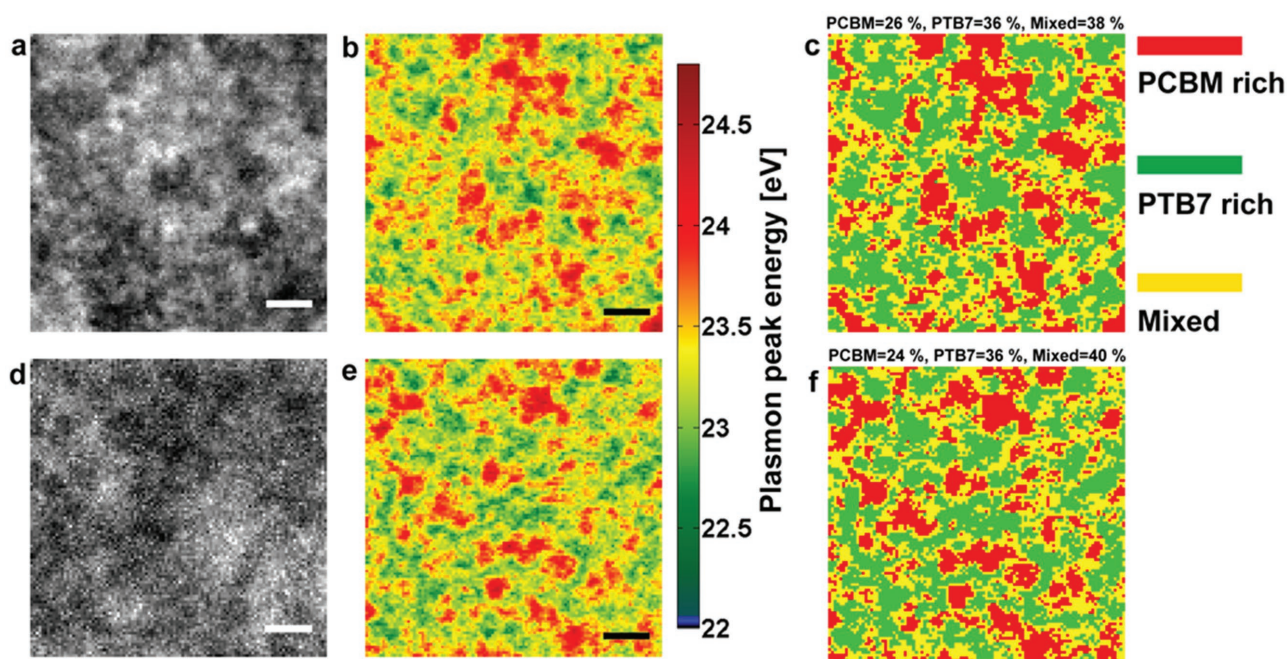 a
b
c
PCBM=26 %, PTB7=36 %, Mixed=38 %
PCBM rich
PTB7 rich
Mixed
Plasmon peak energy [eV]
24.5
24
23.5
23
22.5
22
d
e
f
PCBM=24 %, PTB7=36 %, Mixed=40 %